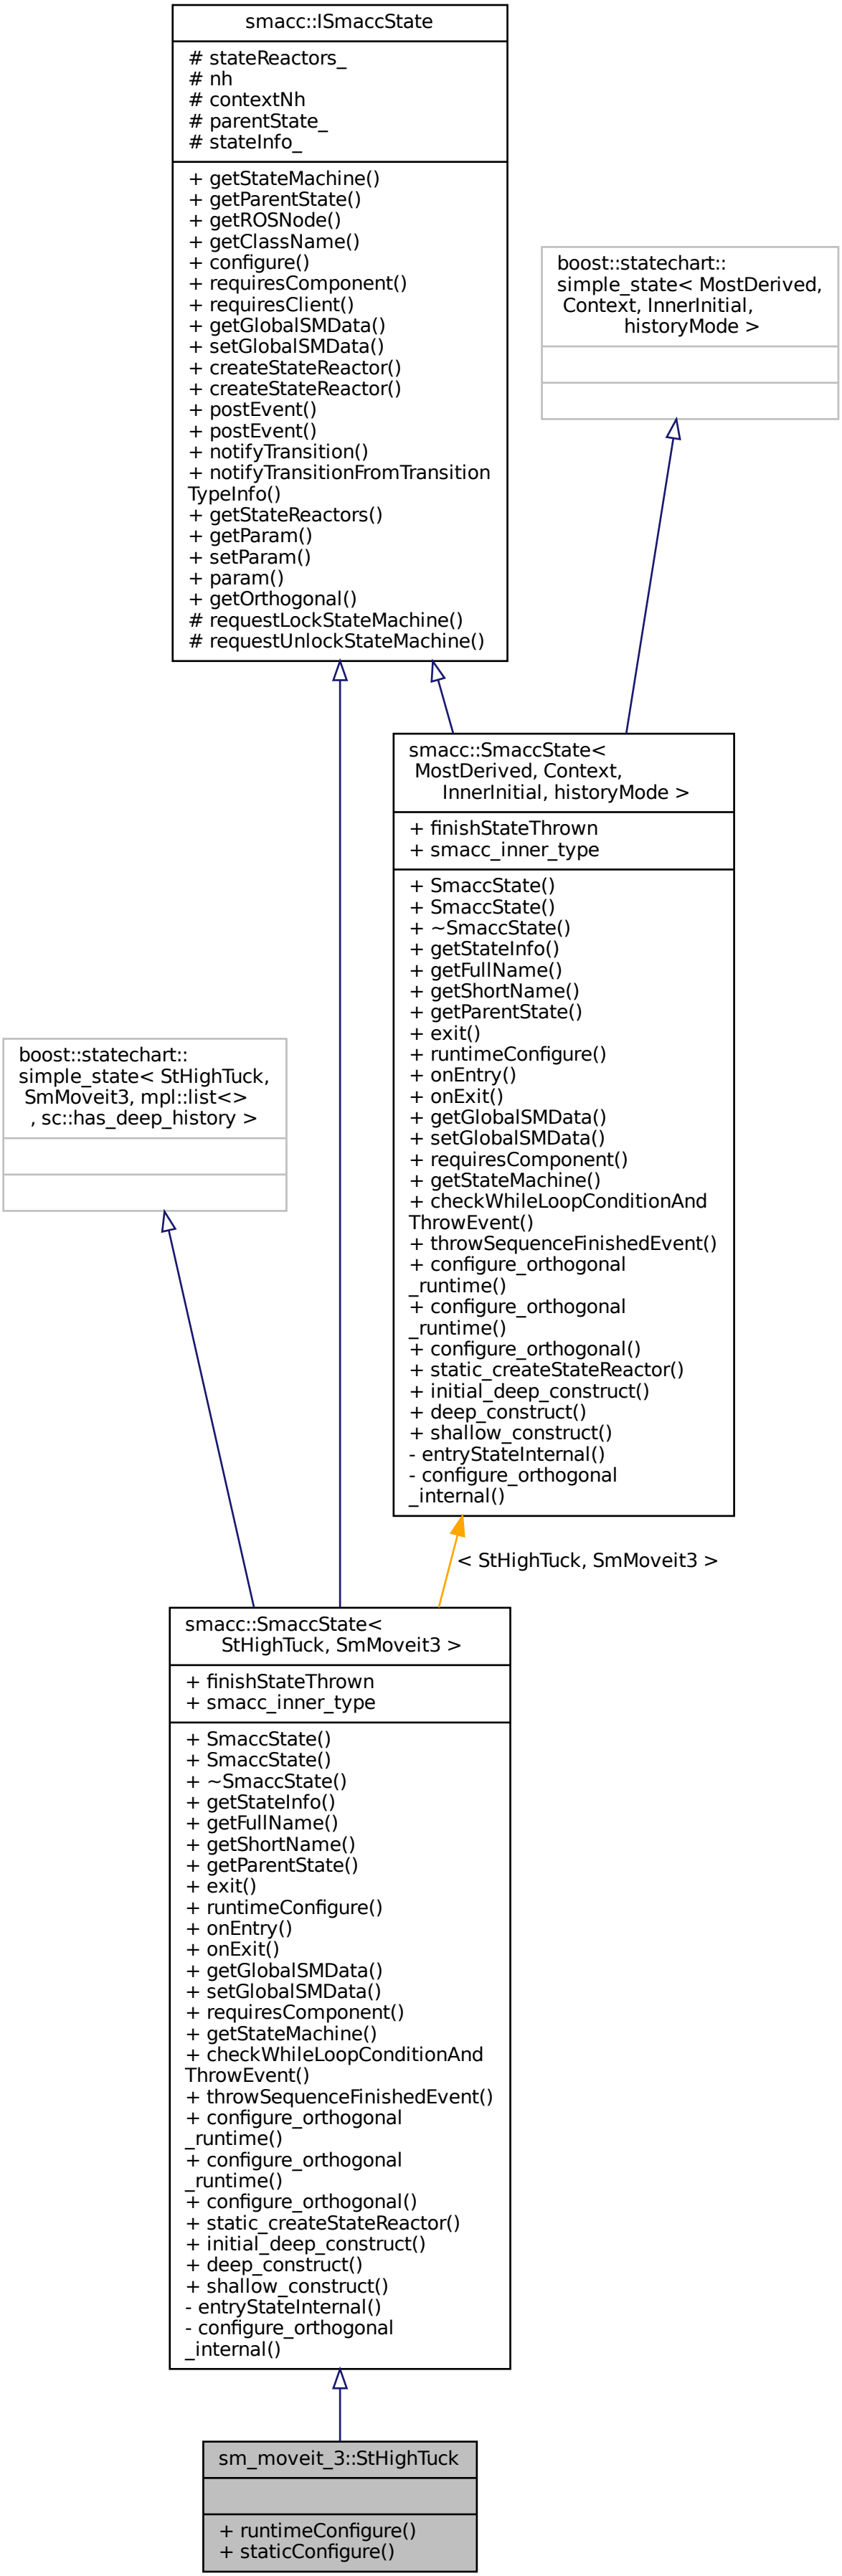 smacc::ISmaccState
# stateReactors_
# nh
# contextNh
# parentState_
# stateInfo_
+ getStateMachine()
+ getParentState()
+ getROSNode()
+ getClassName()
+ configure()
+ requiresComponent()
+ requiresClient()
+ getGlobalSMData()
+ setGlobalSMData()
+ createStateReactor()
+ createStateReactor()
+ postEvent()
+ postEvent()
+ notifyTransition()
+ notifyTransitionFromTransition
TypeInfo()
+ getStateReactors()
+ getParam()
+ setParam()
+ param()
+ getOrthogonal()
# requestLockStateMachine()
# requestUnlockStateMachine()
boost::statechart::
simple_state< MostDerived,
Context, InnerInitial,
historyMode >
smacc::SmaccState<
MostDerived, Context,
InnerInitial, historyMode >
+ finishStateThrown
+ smacc_inner_type
+ SmaccState()
+ SmaccState()
+ ~SmaccState()
+ getStateInfo()
+ getFullName()
+ getShortName()
+ getParentState()
+ exit()
+ runtimeConfigure()
+ onEntry()
+ onExit()
+ getGlobalSMData()
+ setGlobalSMData()
+ requiresComponent()
+ getStateMachine()
+ checkWhileLoopConditionAnd
ThrowEvent()
+ throwSequenceFinishedEvent()
+ configure_orthogonal
_runtime()
+ configure_orthogonal
_runtime()
+ configure_orthogonal()
+ static_createStateReactor()
+ initial_deep_construct()
+ deep_construct()
+ shallow_construct()
- entryStateInternal()
- configure_orthogonal
_internal()
boost::statechart::
simple_state< StHighTuck,
SmMoveit3, mpl::list<>
, sc::has_deep_history >
< StHighTuck, SmMoveit3 >
smacc::SmaccState<
StHighTuck, SmMoveit3 >
+ finishStateThrown
+ smacc_inner_type
+ SmaccState()
+ SmaccState()
+ ~SmaccState()
+ getStateInfo()
+ getFullName()
+ getShortName()
+ getParentState()
+ exit()
+ runtimeConfigure()
+ onEntry()
+ onExit()
+ getGlobalSMData()
+ setGlobalSMData()
+ requiresComponent()
+ getStateMachine()
+ checkWhileLoopConditionAnd
ThrowEvent()
+ throwSequenceFinishedEvent()
+ configure_orthogonal
_runtime()
+ configure_orthogonal
_runtime()
+ configure_orthogonal()
+ static_createStateReactor()
+ initial_deep_construct()
+ deep_construct()
+ shallow_construct()
- entryStateInternal()
- configure_orthogonal
_internal()
sm_moveit_3::StHighTuck
+ runtimeConfigure()
+ staticConfigure()